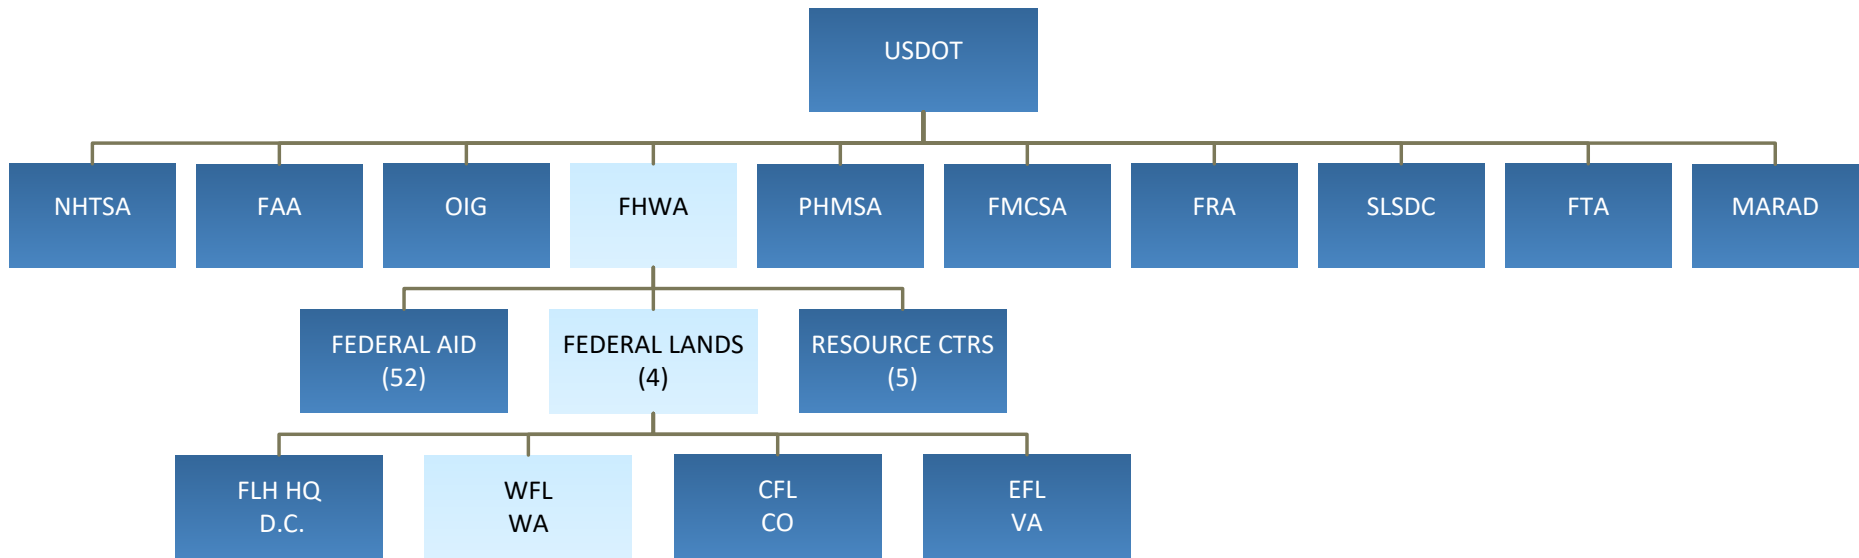 USDOT
NHTSA
FAA
OIG
FHWA
PHMSA
FMCSA
FRA
SLSDC
FTA
MARAD
FEDERAL AID
(52)
FEDERAL LANDS
(4)
RESOURCE CTRS
(5)
FLH HQ
D.C.
WFL
WA
CFL
CO
EFL
VA